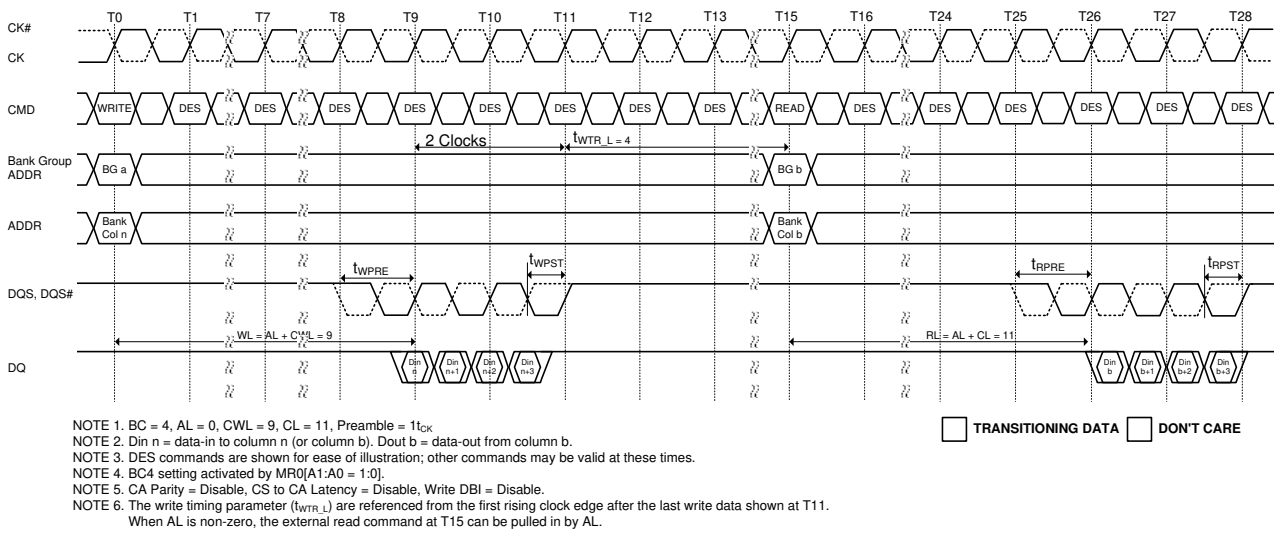 T0 T1 T7 T8 T9 T10 T11 T12 T13 T15 T16 T24 T25 T26 T27 T28
CK#
CK
CMD WRITE DES DES DES DES DES DES DES DES READ DES DES DES DES DES DES
2 Clocks tWTR_L = 4
Bank Group
ADDR
BG a BG b
ADDR
Bank
Col n
Bank
Col b
tWPRE tWPST tRPRE tRPST
DQS, DQS#
WL = AL + CWL = 9 RL = AL + CL = 11
DQ
Din
n
Din
n+1
Din
n+2
Din
n+3
Din
b
Din
b+1
Din
b+2
Din
b+3
NOTE 1. BC = 4, AL = 0, CWL = 9, CL = 11, Preamble = 1tCK
NOTE 2. Din n = data-in to column n (or column b). Dout b = data-out from column b.
NOTE 3. DES commands are shown for ease of illustration; other commands may be valid at these times.
NOTE 4. BC4 setting activated by MR0[A1:A0 = 1:0].
NOTE 5. CA Parity = Disable, CS to CA Latency = Disable, Write DBI = Disable.
NOTE 6. The write timing parameter (tWTR_L) are referenced from the first rising clock edge after the last write data shown at T11.
When AL is non-zero, the external read command at T15 can be pulled in by AL.
TRANSITIONING DATA DON'T CARE